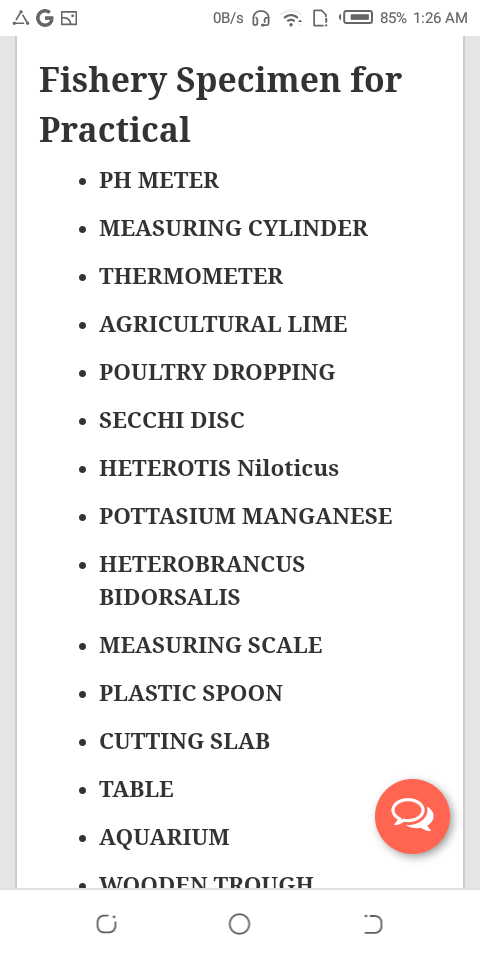 0B/s 85% 1:26 AM
Fishery Specimen for
Practical
• PH METER
• MEASURING CYLINDER
• THERMOMETER
• AGRICULTURAL LIME
• POULTRY DROPPING
• SECCHI DISC
• HETEROTIS Niloticus
• POTTASIUM MANGANESE
• HETEROBRANCUS
BIDORSALIS
• MEASURING SCALE
• PLASTIC SPOON
• CUTTING SLAB
• TABLE
• AQUARIUM
• WOODEN TROUGH